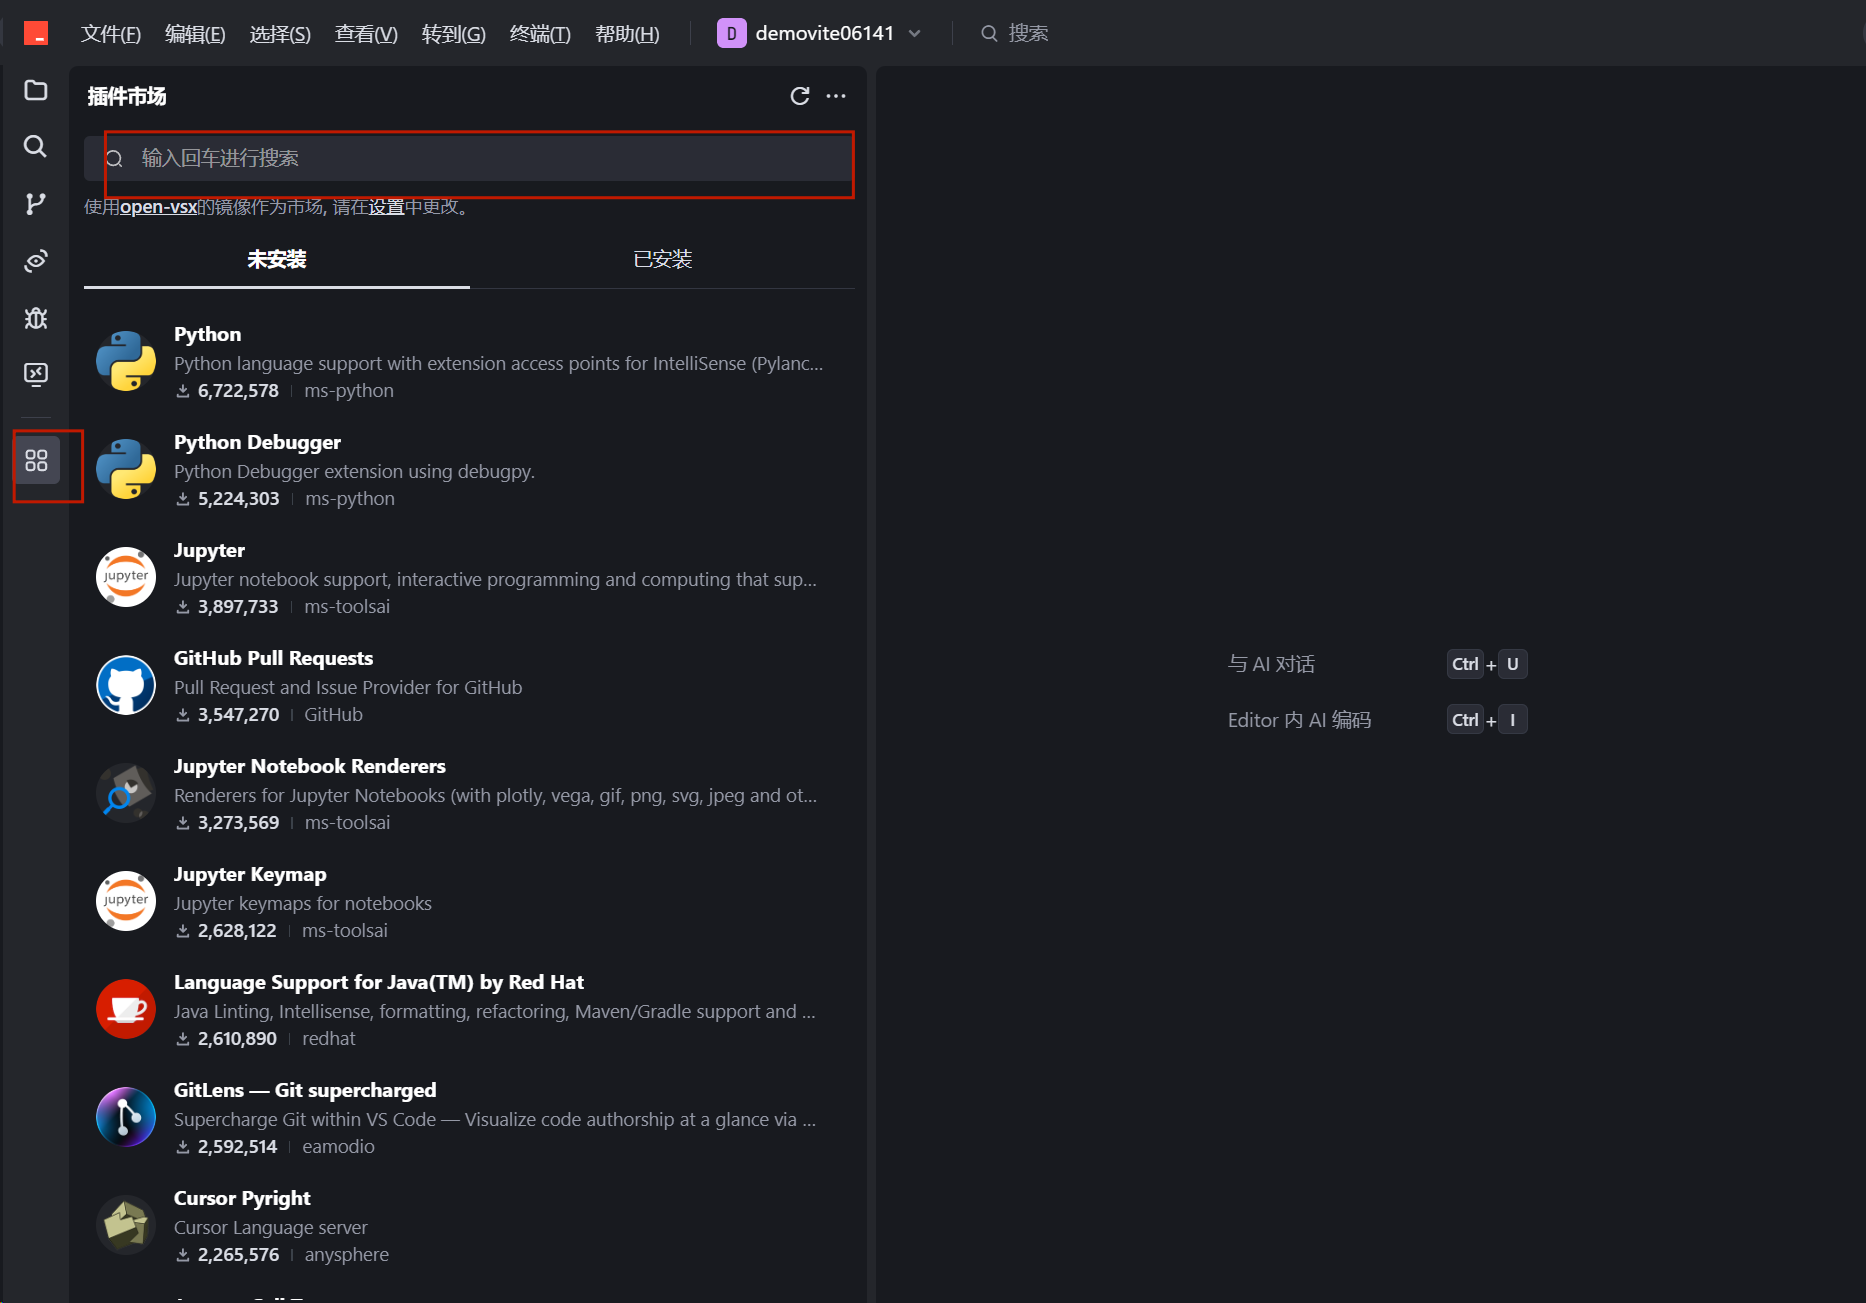 文件(F) 编辑(E) 选择(S) 查看(V) 转到(G) 终端(T) 帮助(H) D demovite06141 搜索
插件市场
输入回车进行搜索
使用open-vsx的镜像作为市场, 请在设置中更改。
未安装 已安装
Python
Python language support with extension access points for IntelliSense (Pylanc...
6,722,578 ms-python
Python Debugger
Python Debugger extension using debugpy.
5,224,303 ms-python
Jupyter
jupyter
Jupyter notebook support, interactive programming and computing that sup...
3,897,733 ms-toolsai
GitHub Pull Requests
Pull Request and Issue Provider for GitHub
3,547,270 GitHub
Jupyter Notebook Renderers
Renderers for Jupyter Notebooks (with plotly, vega, gif, png, svg, jpeg and ot...
3,273,569 ms-toolsai
Jupyter Keymap
jupyter
Jupyter keymaps for notebooks
2,628,122 ms-toolsai
Language Support for Java(TM) by Red Hat
Java Linting, Intellisense, formatting, refactoring, Maven/Gradle support and ...
2,610,890 redhat
GitLens — Git supercharged
Supercharge Git within VS Code — Visualize code authorship at a glance via ...
2,592,514 eamodio
Cursor Pyright
Cursor Language server
2,265,576 anysphere
与 AI 对话 Ctrl + U
Editor 内 AI 编码 Ctrl + I